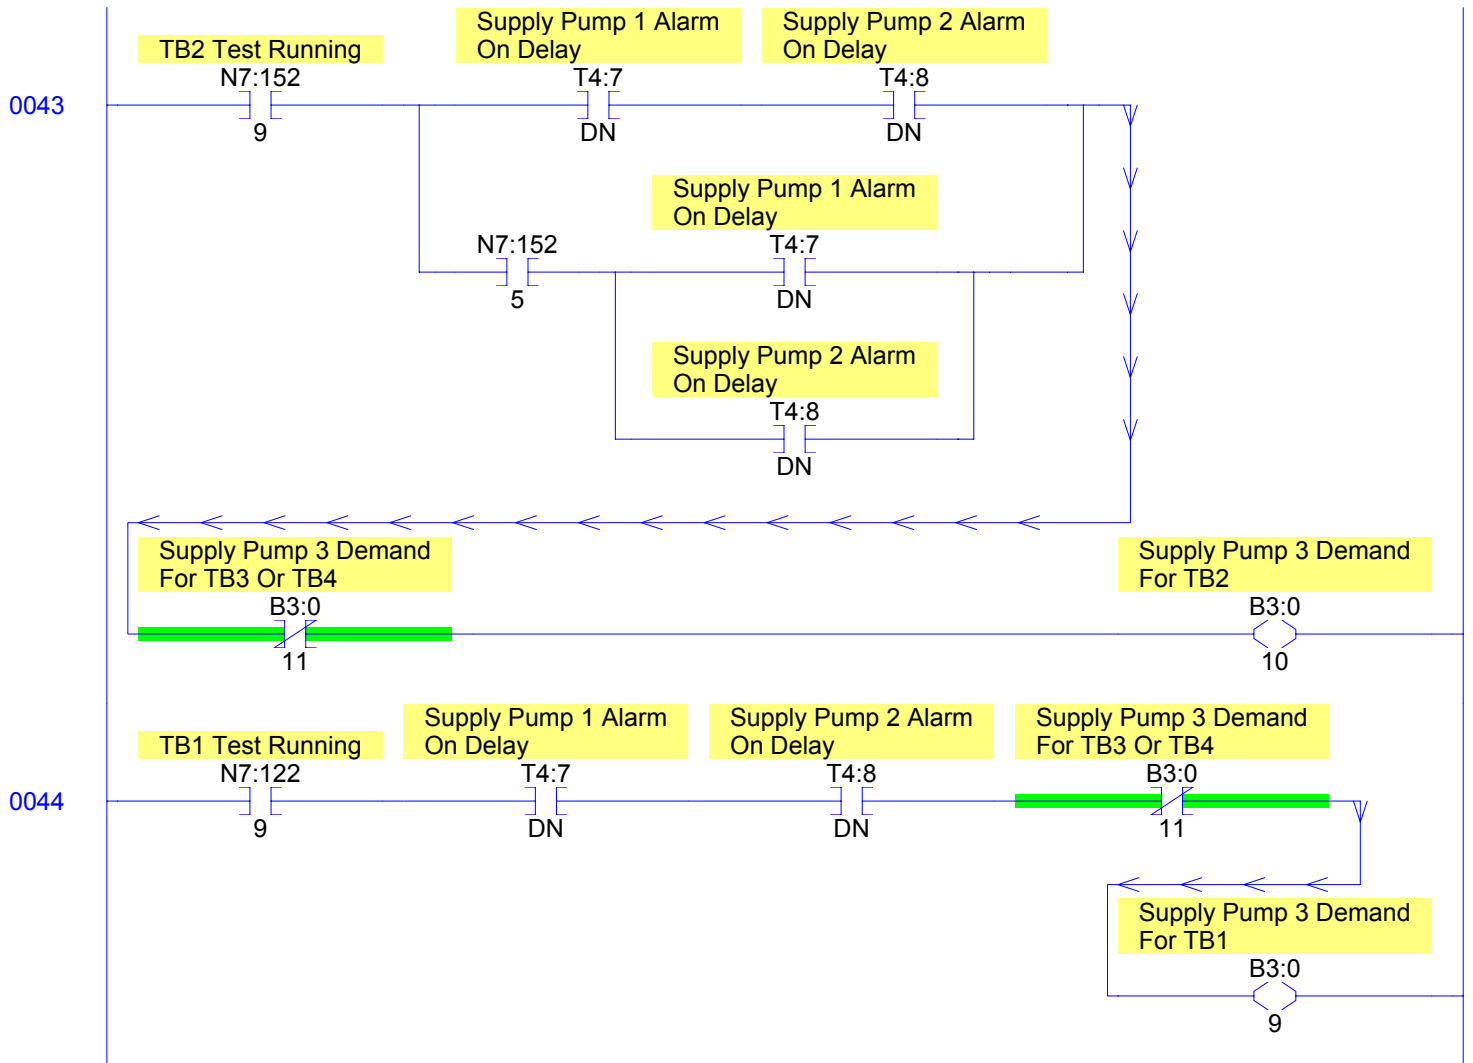 Supply Pump 1 Alarm
On Delay
Supply Pump 2 Alarm
On Delay
TB2 Test Running
N7:152
T4:7
T4:8
0043
9
DN
DN
Supply Pump 1 Alarm
On Delay
N7:152
T4:7
5
DN
Supply Pump 2 Alarm
On Delay
T4:8
DN
Supply Pump 3 Demand
For TB3 Or TB4
Supply Pump 3 Demand
For TB2
B3:0
B3:0
11
10
Supply Pump 1 Alarm
On Delay
Supply Pump 2 Alarm
On Delay
Supply Pump 3 Demand
For TB3 Or TB4
TB1 Test Running
N7:122
T4:7
T4:8
B3:0
0044
9
DN
DN
11
Supply Pump 3 Demand
For TB1
B3:0
9